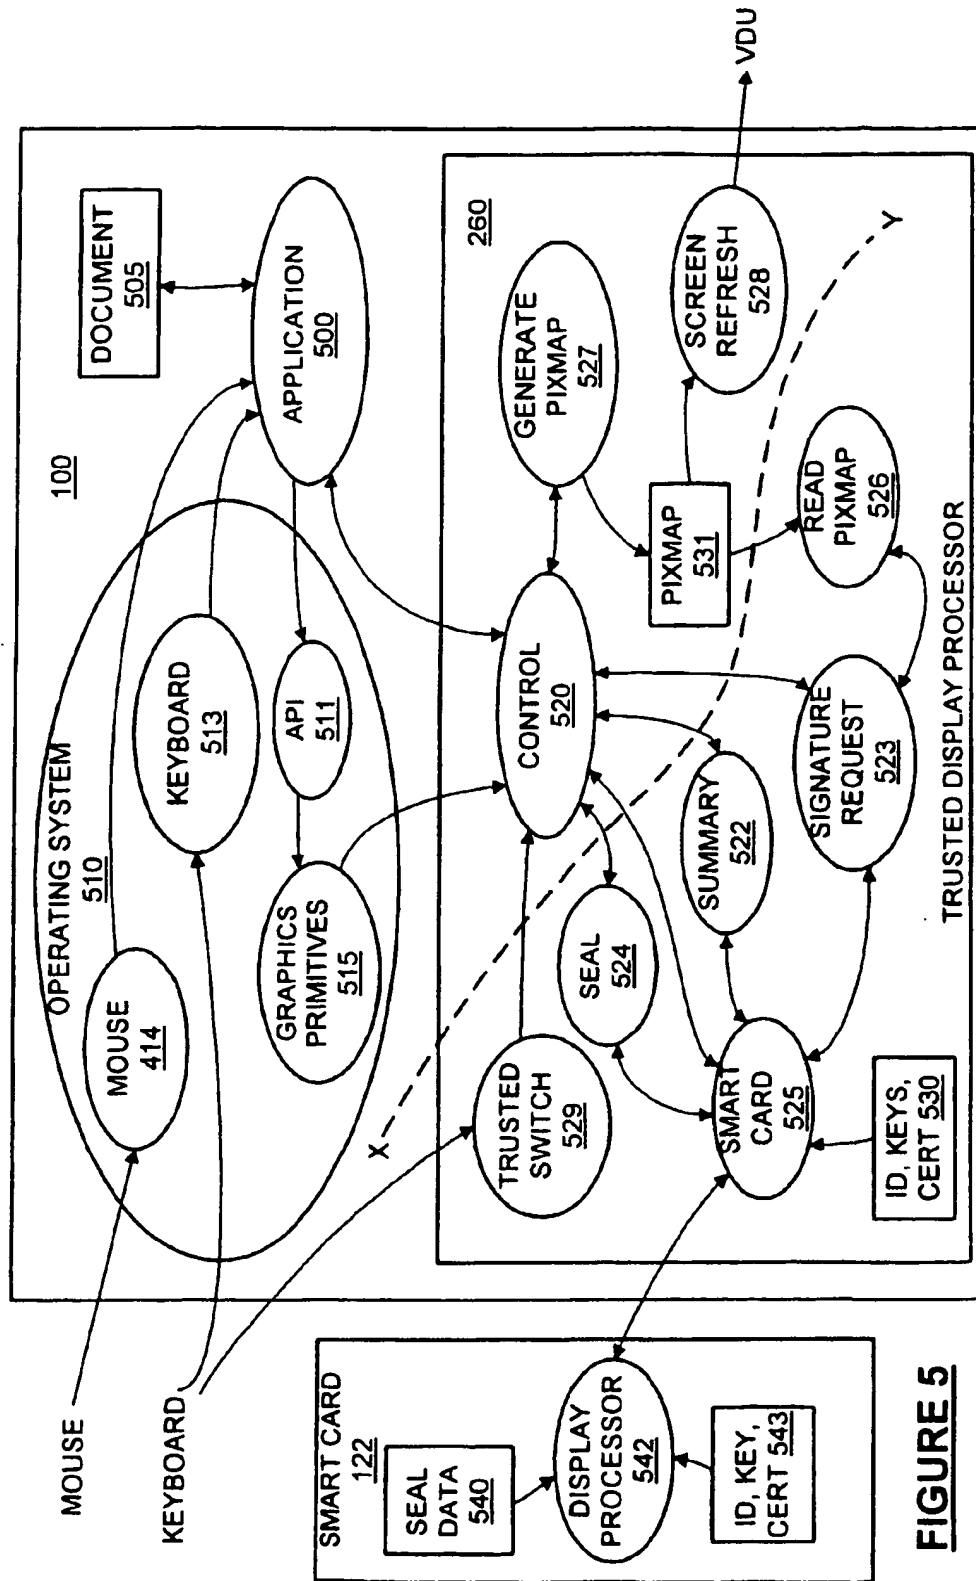 MOUSE
KEYBOARD
100
OPERATING SYSTEM
510
MOUSE
414
KEYBOARD
513
API
511
GRAPHICS
PRIMITIVES
515
DOCUMENT
505
APPLICATION
500
X
260
TRUSTED
SWITCH
529
CONTROL
520
GENERATE
PIXMAP
527
SEAL
524
PIXMAP
531
SCREEN
REFRESH
528
VDU
SUMMARY
522
SMART
CARD
525
SIGNATURE
REQUEST
523
READ
PIXMAP
526
Y
ID, KEYS,
CERT 530
TRUSTED DISPLAY PROCESSOR
SMART CARD
122
SEAL
DATA
540
DISPLAY
PROCESSOR
542
ID, KEY,
CERT 543
FIGURE 5